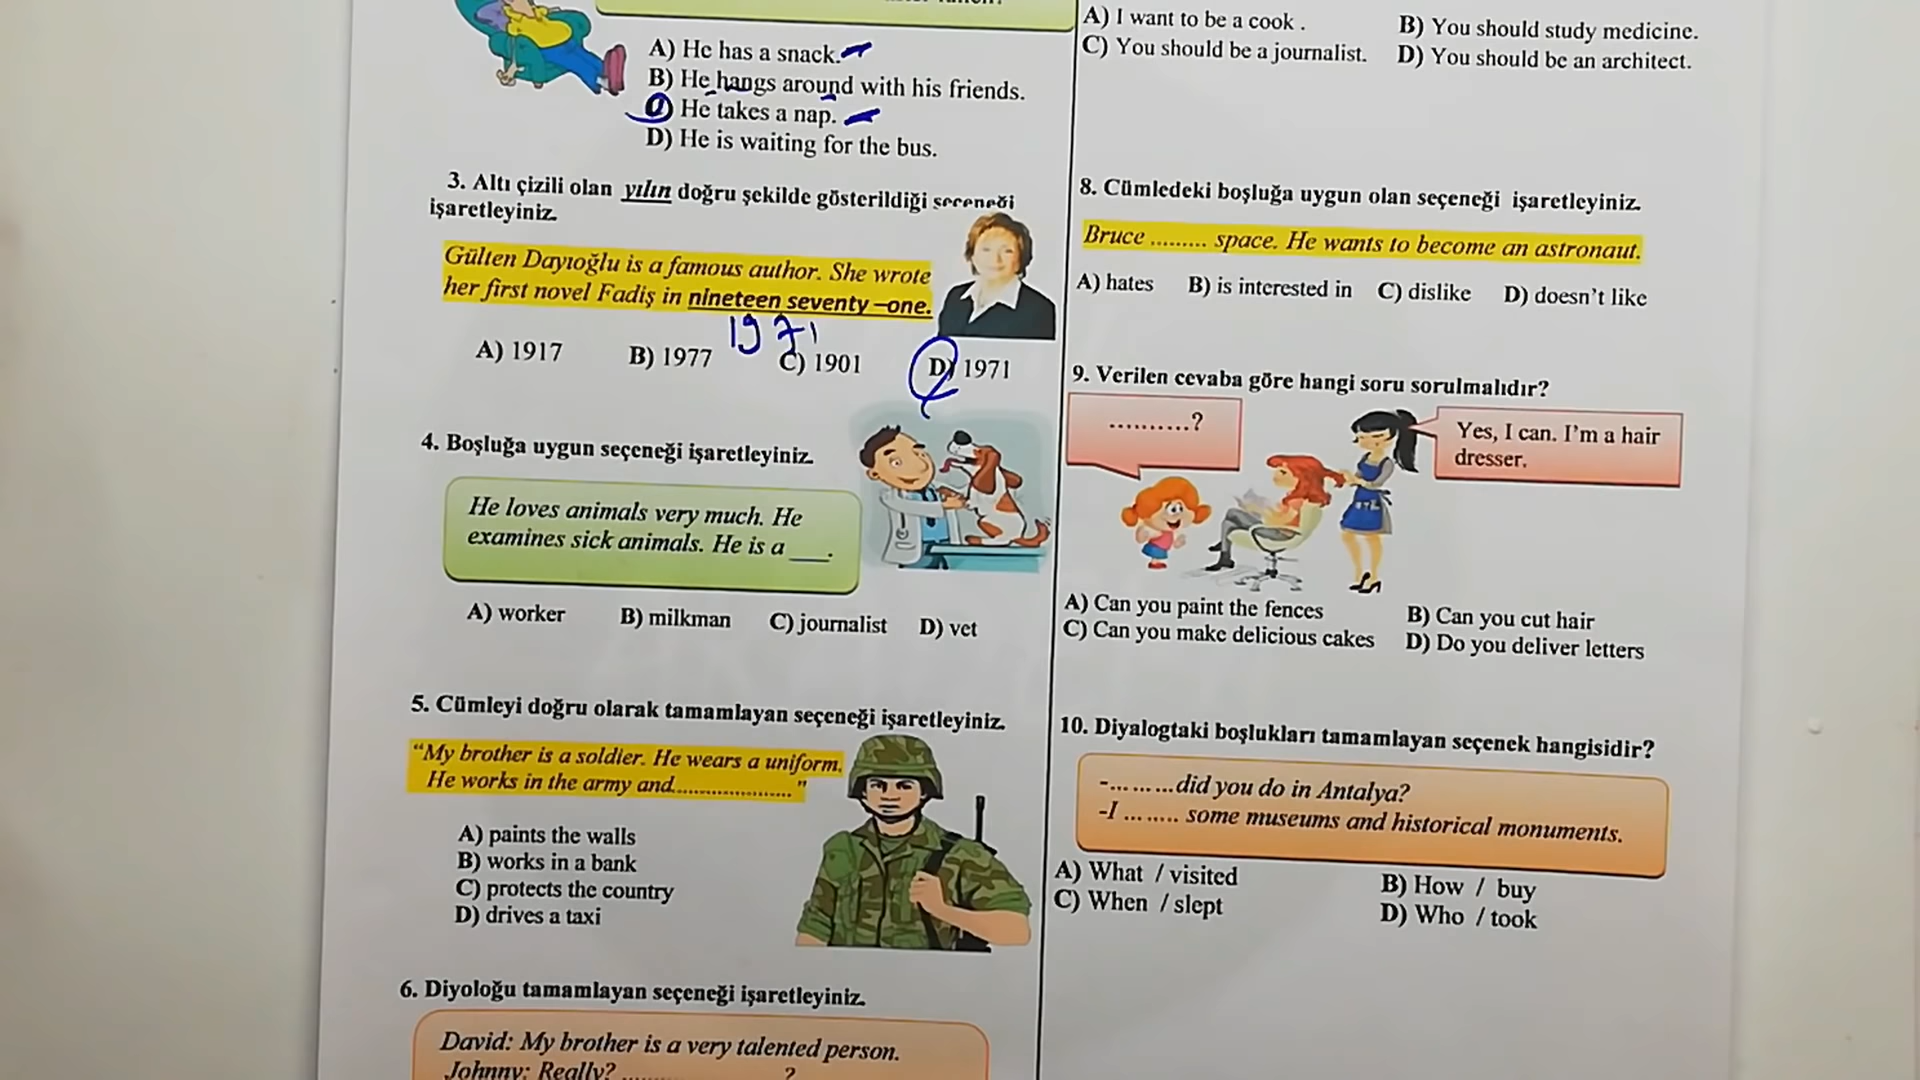 A) He has a snack.
B) He hangs around with his friends.
C) He takes a nap.
D) He is waiting for the bus.
3. Altı çizili olan yılın doğru şekilde gösterildiği seçeneği
işaretleyiniz.
Gülten Dayıoğlu is a famous author. She wrote
her first novel Fadiş in nineteen seventy –one.
1971
A) 1917 B) 1977 C) 1901 D) 1971
4. Boşluğa uygun seçeneği işaretleyiniz.
He loves animals very much. He
examines sick animals. He is a ___.
A) worker B) milkman C) journalist D) vet
5. Cümleyi doğru olarak tamamlayan seçeneği işaretleyiniz.
“My brother is a soldier. He wears a uniform.
He works in the army and..................... ”
A) paints the walls
B) works in a bank
C) protects the country
D) drives a taxi
6. Diyoloğu tamamlayan seçeneği işaretleyiniz.
David: My brother is a very talented person.
Johnny: Really? ........................?
A) I want to be a cook . B) You should study medicine.
C) You should be a journalist. D) You should be an architect.
8. Cümledeki boşluğa uygun olan seçeneği işaretleyiniz.
Bruce ......... space. He wants to become an astronaut.
A) hates B) is interested in C) dislike D) doesn’t like
9. Verilen cevaba göre hangi soru sorulmalıdır?
..........?
Yes, I can. I’m a hair
dresser.
A) Can you paint the fences B) Can you cut hair
C) Can you make delicious cakes D) Do you deliver letters
10. Diyalogtaki boşlukları tamamlayan seçenek hangisidir?
-... ... ...did you do in Antalya?
-I ... ..... some museums and historical monuments.
A) What / visited B) How / buy
C) When / slept D) Who / took